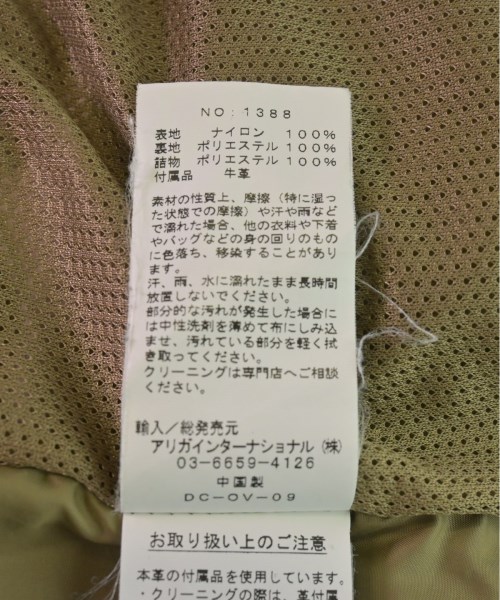 NO:1388
表地 ナイロン 100%
裏地 ポリエステル 100%
詰物 ポリエステル 100%
付属品 牛革
素材の性質上、摩擦（特に湿っ
た状態での摩擦）や汗や雨など
で濡れた場合、他の衣料や下着
やバッグなどの身の回りのもの
に色落ち、移染することがあり
ます。
汗、雨、水に濡れたまま長時間
放置しないでください。
部分的な汚れが発生した場合に
は中性洗剤を薄めて布にしみ込
ませ、汚れている部分を軽く拭
き取ってください。
クリーニングは専門店へご相談
ください。
輸入／総発売元
アリガインターナショナル（株）
03-6659-4126
中国製
DC-OV-09
お取り扱い上のご注意
本革の付属品を使用しています。
・クリーニングの際は、革付属